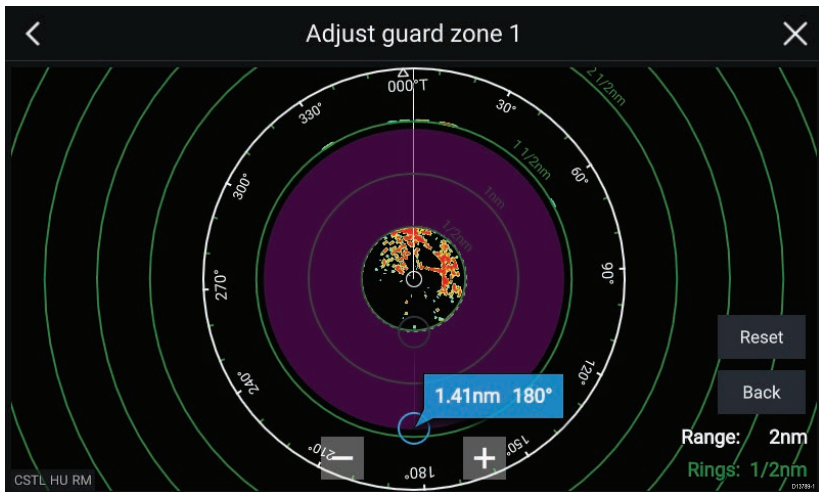 Adjust guard zone 1
000°T
30°
60°
90°
120°
150°
180°
210°
240°
270°
300°
330°
2 1/2nm
1 1/2nm
1nm
1/2nm
1.41nm 180°
Reset
Back
Range: 2nm
Rings: 1/2nm
CSTL HU RM
D13789-1